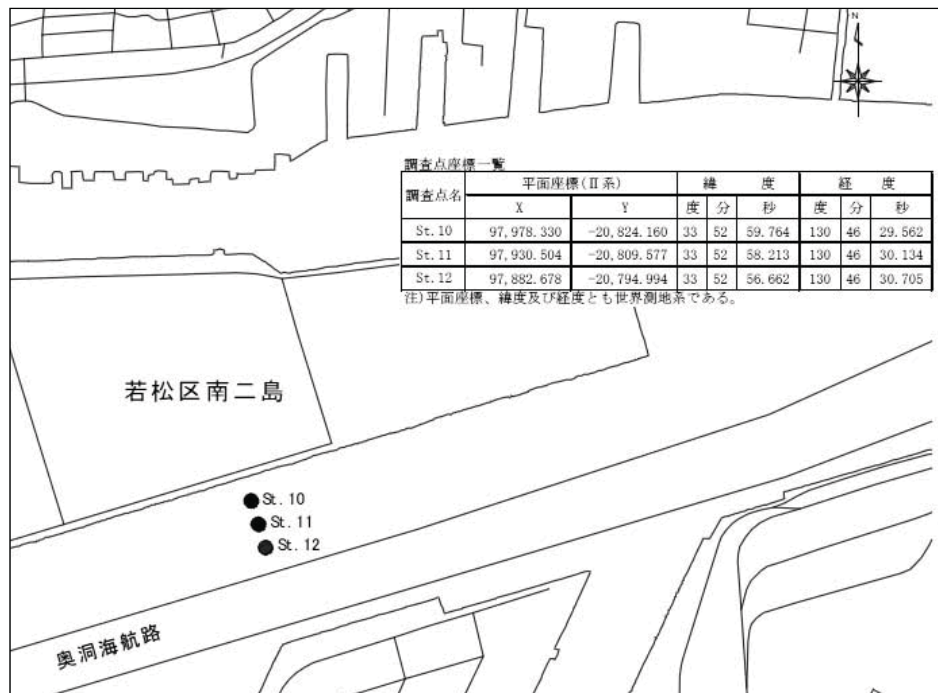 N
調査点座標一覧
調査点名 平面座標(Ⅱ系) 緯 度 経 度
X Y 度 分 秒 度 分 秒
St.10 97,978.330 -20,824.160 33 52 59.764 130 46 29.562
St.11 97,930.504 -20,809.577 33 52 58.213 130 46 30.134
St.12 97,882.678 -20,794.994 33 52 56.662 130 46 30.705
注)平面座標、緯度及び経度とも世界測地系である。
若松区南二島
St.10
St.11
St.12
奥洞海航路